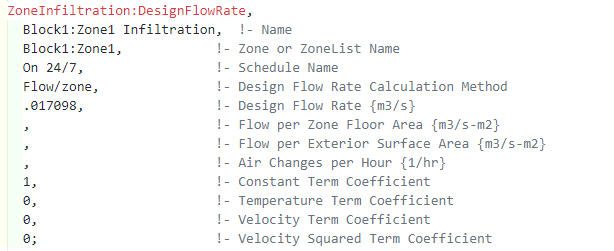 ZoneInfiltration:DesignFlowRate,
Block1:Zone1 Infiltration, !- Name
Block1:Zone1, !- Zone or ZoneList Name
On 24/7, !- Schedule Name
Flow/zone, !- Design Flow Rate Calculation Method
.017098, !- Design Flow Rate {m3/s}
, !- Flow per Zone Floor Area {m3/s-m2}
, !- Flow per Exterior Surface Area {m3/s-m2}
, !- Air Changes per Hour {1/hr}
1, !- Constant Term Coefficient
0, !- Temperature Term Coefficient
0, !- Velocity Term Coefficient
0; !- Velocity Squared Term Coefficient